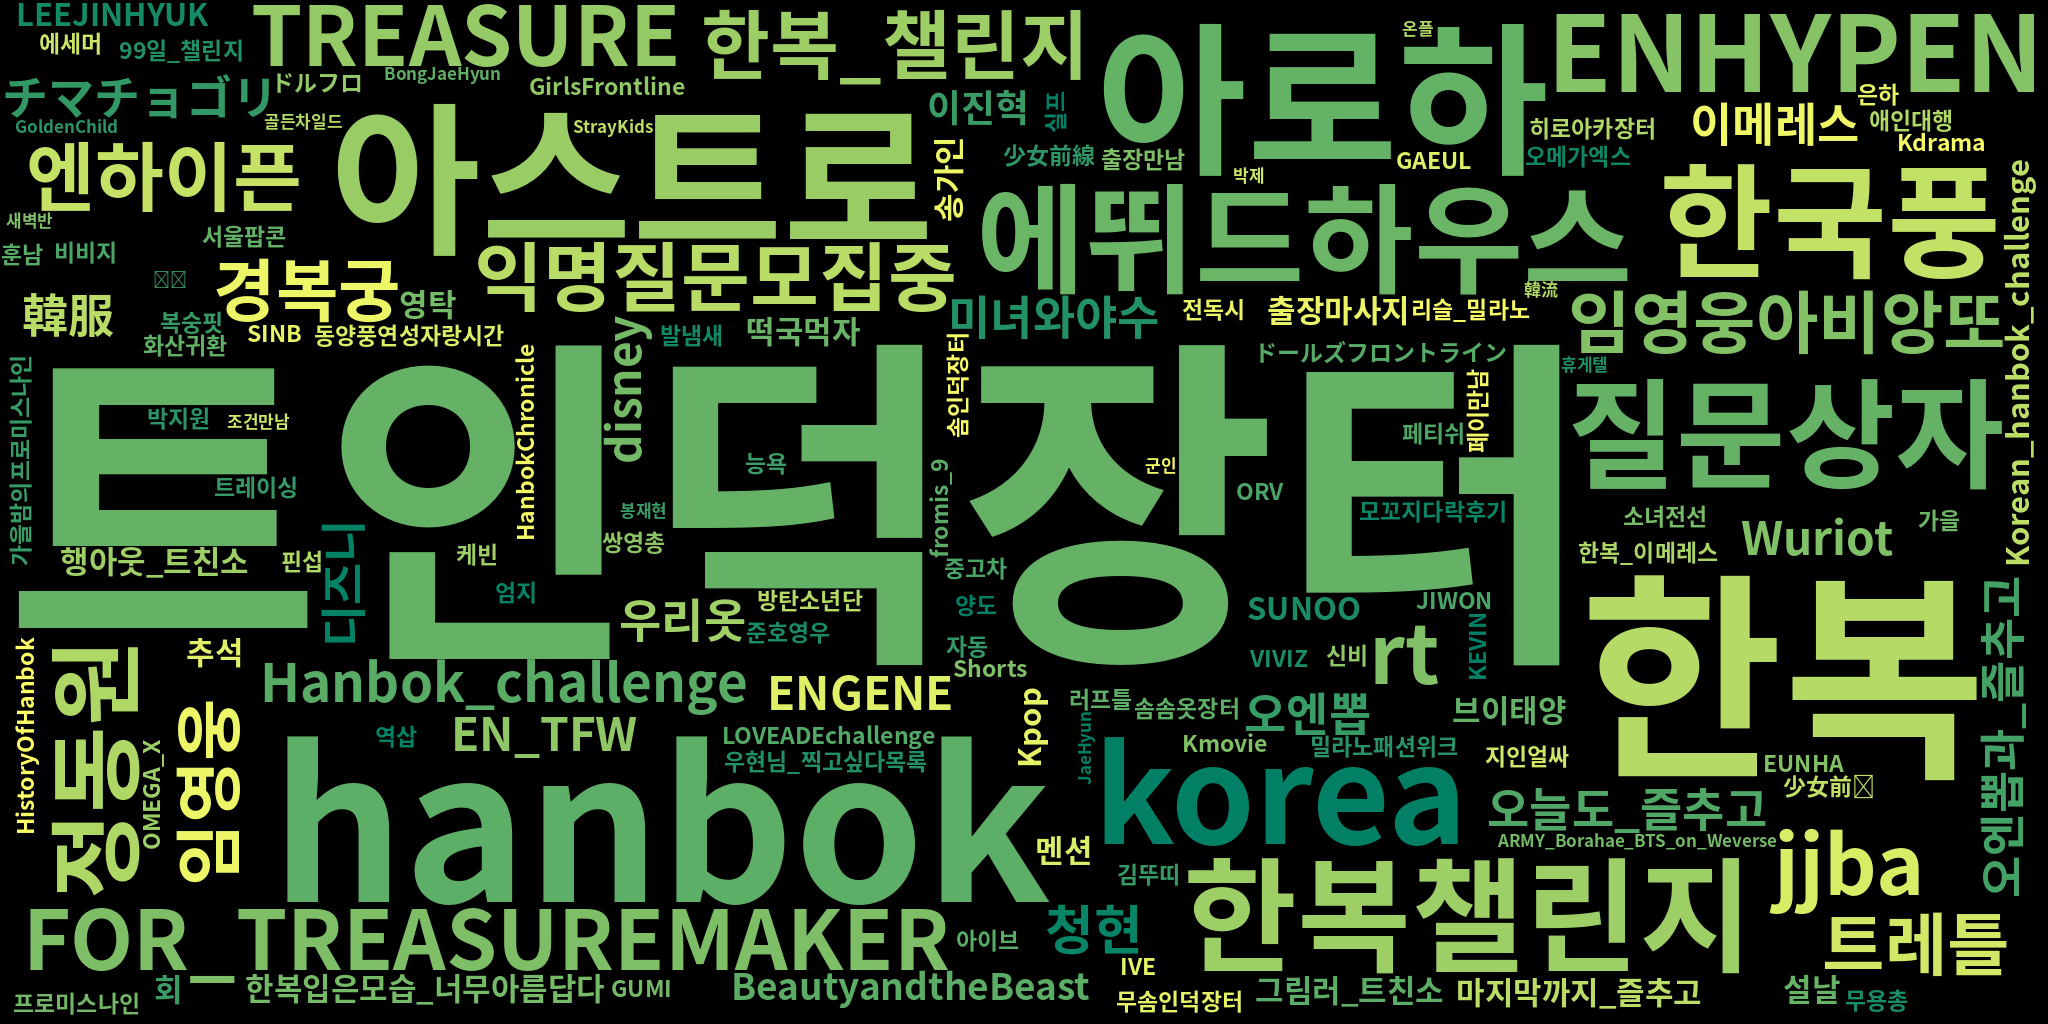 LEEJINHYUK
TREASURE
한복_챌린지
아로하
온플
ENHYPEN
에세머
99일_챌린지
チマチョゴリ
ドルフロ
BongJaeHyun
GirlsFrontline
이진혁
실프
은하
이메레스
애인대행
GoldenChild
골든차일드
StrayKids
히로아카장터
Kdrama
엔하이픈
아스트로
송가인
少女前線
출장만남
GAEUL
오메가엑스
박제
한국풍
새벽반
서울팝콘
훈남
비비지
에뛰드하우스
익명질문모집중
경복궁
영탁
韓服
복숭핏
화산귀환
SINB
동양풍연성자랑시간
발냄새
떡국먹자
미녀와야수
전독시
출장마사지
리슬_밀라노
韓流
임영웅아비앙또
Korean_hanbok_challenge
disney
솜인덕장터
ドールズフロントライン
휴게텔
가을밤의프로미스나인
트인덕장터
HanbokChronicle
페이만남
질문상자
박지원
조건만남
페티쉬
능욕
군인
트레이싱
fromis_9
ORV
봉재현
모꼬지다락후기
소녀전선
Wuriot
가을
디즈니
쌍영총
한복_이메레스
행아웃_트친소
핀섭
케빈
중고차
엄지
우리옷
방탄소년단
준호영우
양도
SUNOO
JIWON
한복
오엔뽑과_즐추고
HistoryOfHanbok
정동원
추석
자동
Shorts
VIVIZ
신비
rt
KEVIN
Hanbok_challenge
ENGENE
Kpop
러프틀
솜솜옷장터
오엔뽑
브이태양
임영웅
OMEGA_X
역삽
EN_TFW
LOVEADEchallenge
우현님_찍고싶다목록
JaeHyun
Kmovie
밀라노패션위크
지인얼싸
EUNHA
少女前
hanbok
korea
오늘도_즐추고
ARMY_Borahae_BTS_on_Weverse
멘션
김뚜띠
한복챌린지
jjba
FOR_TREASUREMAKER
아이브
청현
트레틀
프로미스나인
회
한복입은모습_너무아름답다
GUMI
BeautyandtheBeast
IVE
무솜인덕장터
그림러_트친소
마지막까지_즐추고
설날
무용총